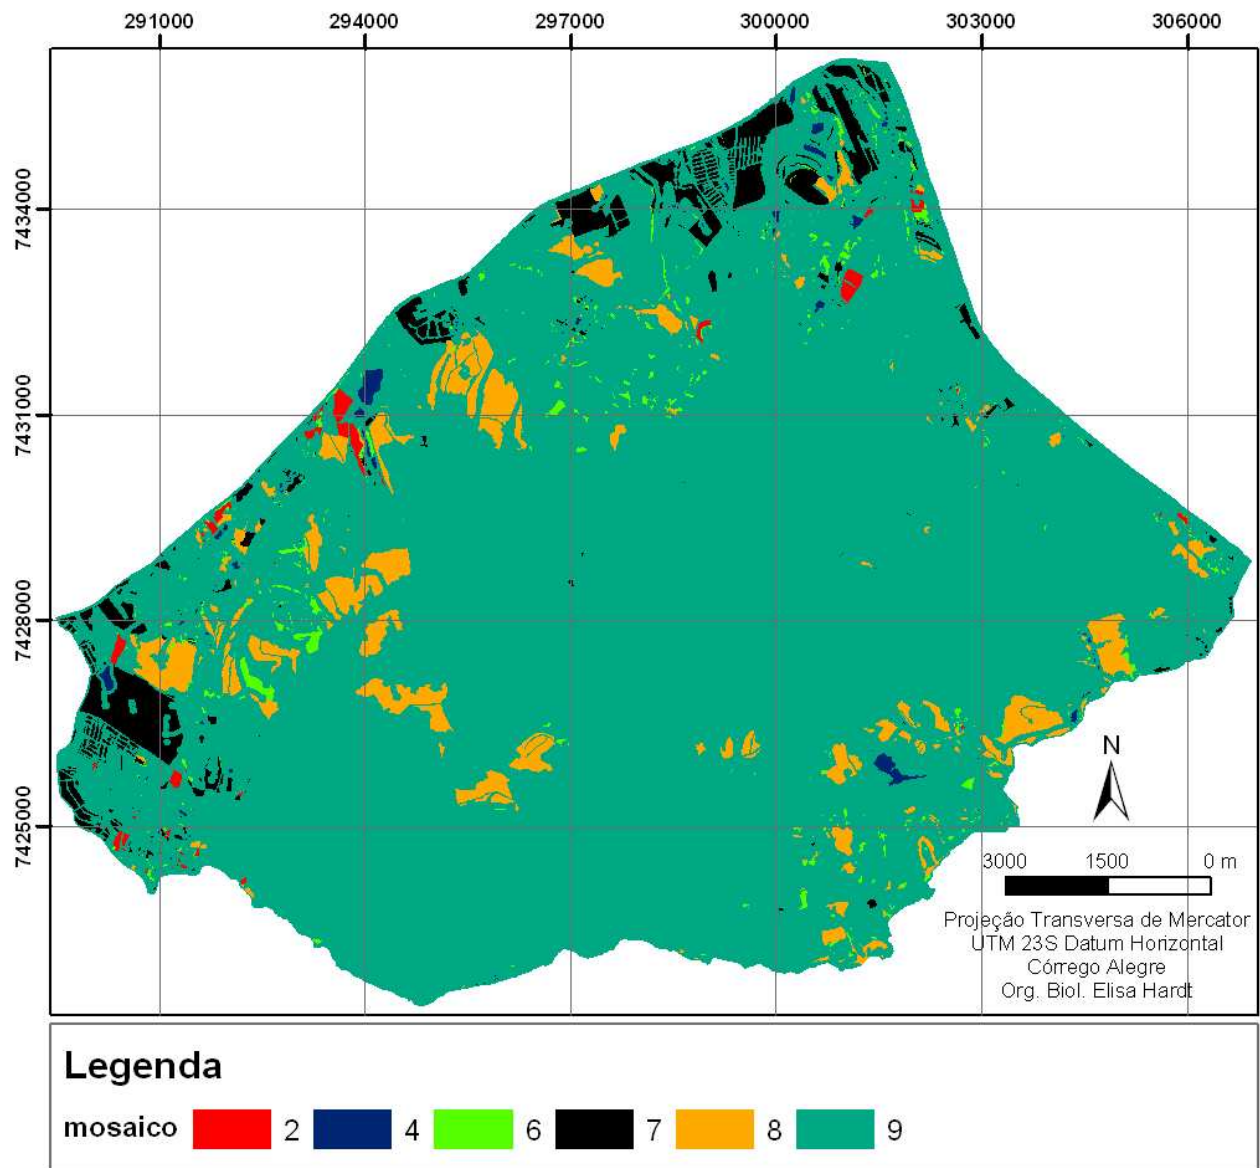 291000 294000 297000 300000 303000 306000
7434000
7431000
7428000
7425000
N
3000 1500 0 m
Projeção Transversa de Mercator
UTM 23S Datum Horizontal
Córrego Alegre
Org. Biol. Elisa Hardt
Legenda
mosaico 2 4 6 7 8 9